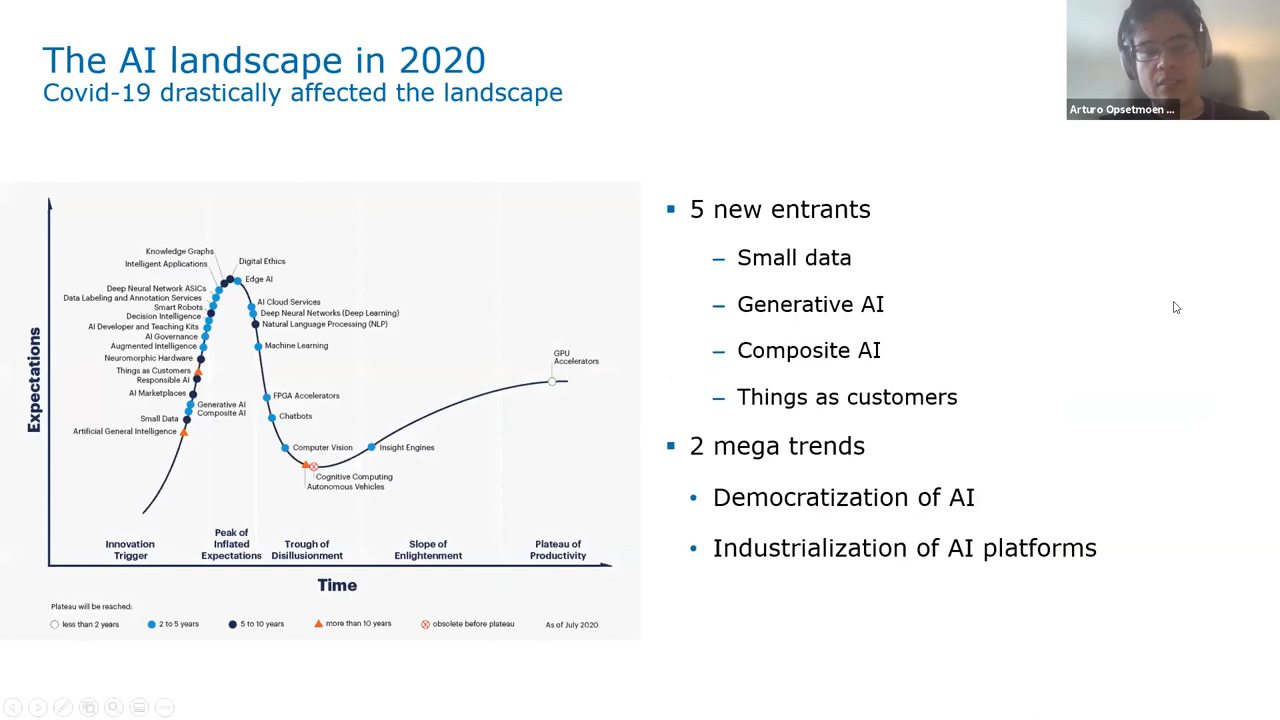 The AI landscape in 2020
Covid-19 drastically affected the landscape
Arturo Opsetmoen ...
Expectations
Knowledge Graphs
Intelligent Applications
Deep Neural Network ASICs
Data Labeling and Annotation Services
Smart Robots
Decision Intelligence
AI Developer and Teaching Kits
AI Governance
Augmented Intelligence
Neuromorphic Hardware
Things as Customers
Responsible AI
AI Marketplaces
Generative AI
Composite AI
Small Data
Artificial General Intelligence
Digital Ethics
Edge AI
AI Cloud Services
Deep Neural Networks (Deep Learning)
Natural Language Processing (NLP)
Machine Learning
FPGA Accelerators
Chatbots
Computer Vision
Cognitive Computing
Autonomous Vehicles
Insight Engines
GPU
Accelerators
Innovation
Trigger
Peak of
Inflated
Expectations
Trough of
Disillusionment
Slope of
Enlightenment
Plateau of
Productivity
Time
Plateau will be reached:
less than 2 years
2 to 5 years
5 to 10 years
more than 10 years
obsolete before plateau
As of July 2020
5 new entrants
– Small data
– Generative AI
– Composite AI
– Things as customers
2 mega trends
• Democratization of AI
• Industrialization of AI platforms